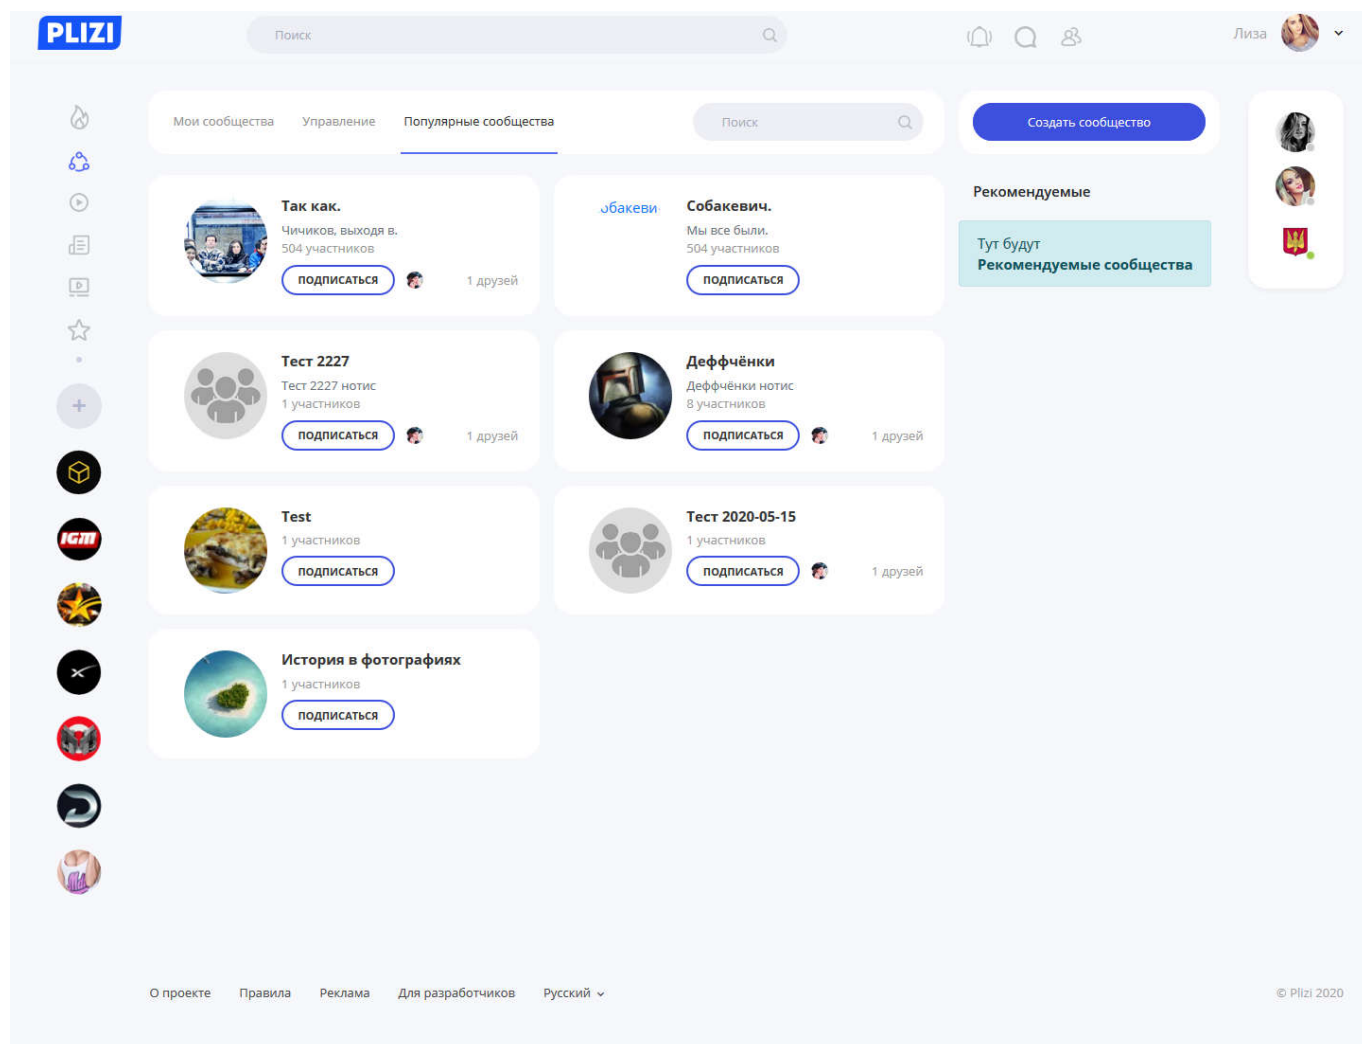 PLIZI
Поиск
Лиза
Мои сообщества
Управление
Популярные сообщества
Поиск
Создать сообщество
Так как.
Чичиков, выходя в.
504 участников
ПОДПИСАТЬСЯ
1 друзей
обакеви
Собакевич.
Мы все были.
504 участников
ПОДПИСАТЬСЯ
Рекомендуемые
Тут будут
Рекомендуемые сообщества
Тест 2227
Тест 2227 нотис
1 участников
ПОДПИСАТЬСЯ
1 друзей
Деффчёнки
Деффчёнки нотис
8 участников
ПОДПИСАТЬСЯ
1 друзей
IGM
Test
1 участников
ПОДПИСАТЬСЯ
Тест 2020-05-15
1 участников
ПОДПИСАТЬСЯ
1 друзей
История в фотографиях
1 участников
ПОДПИСАТЬСЯ
О проекте
Правила
Реклама
Для разработчиков
Русский
© Plizi 2020